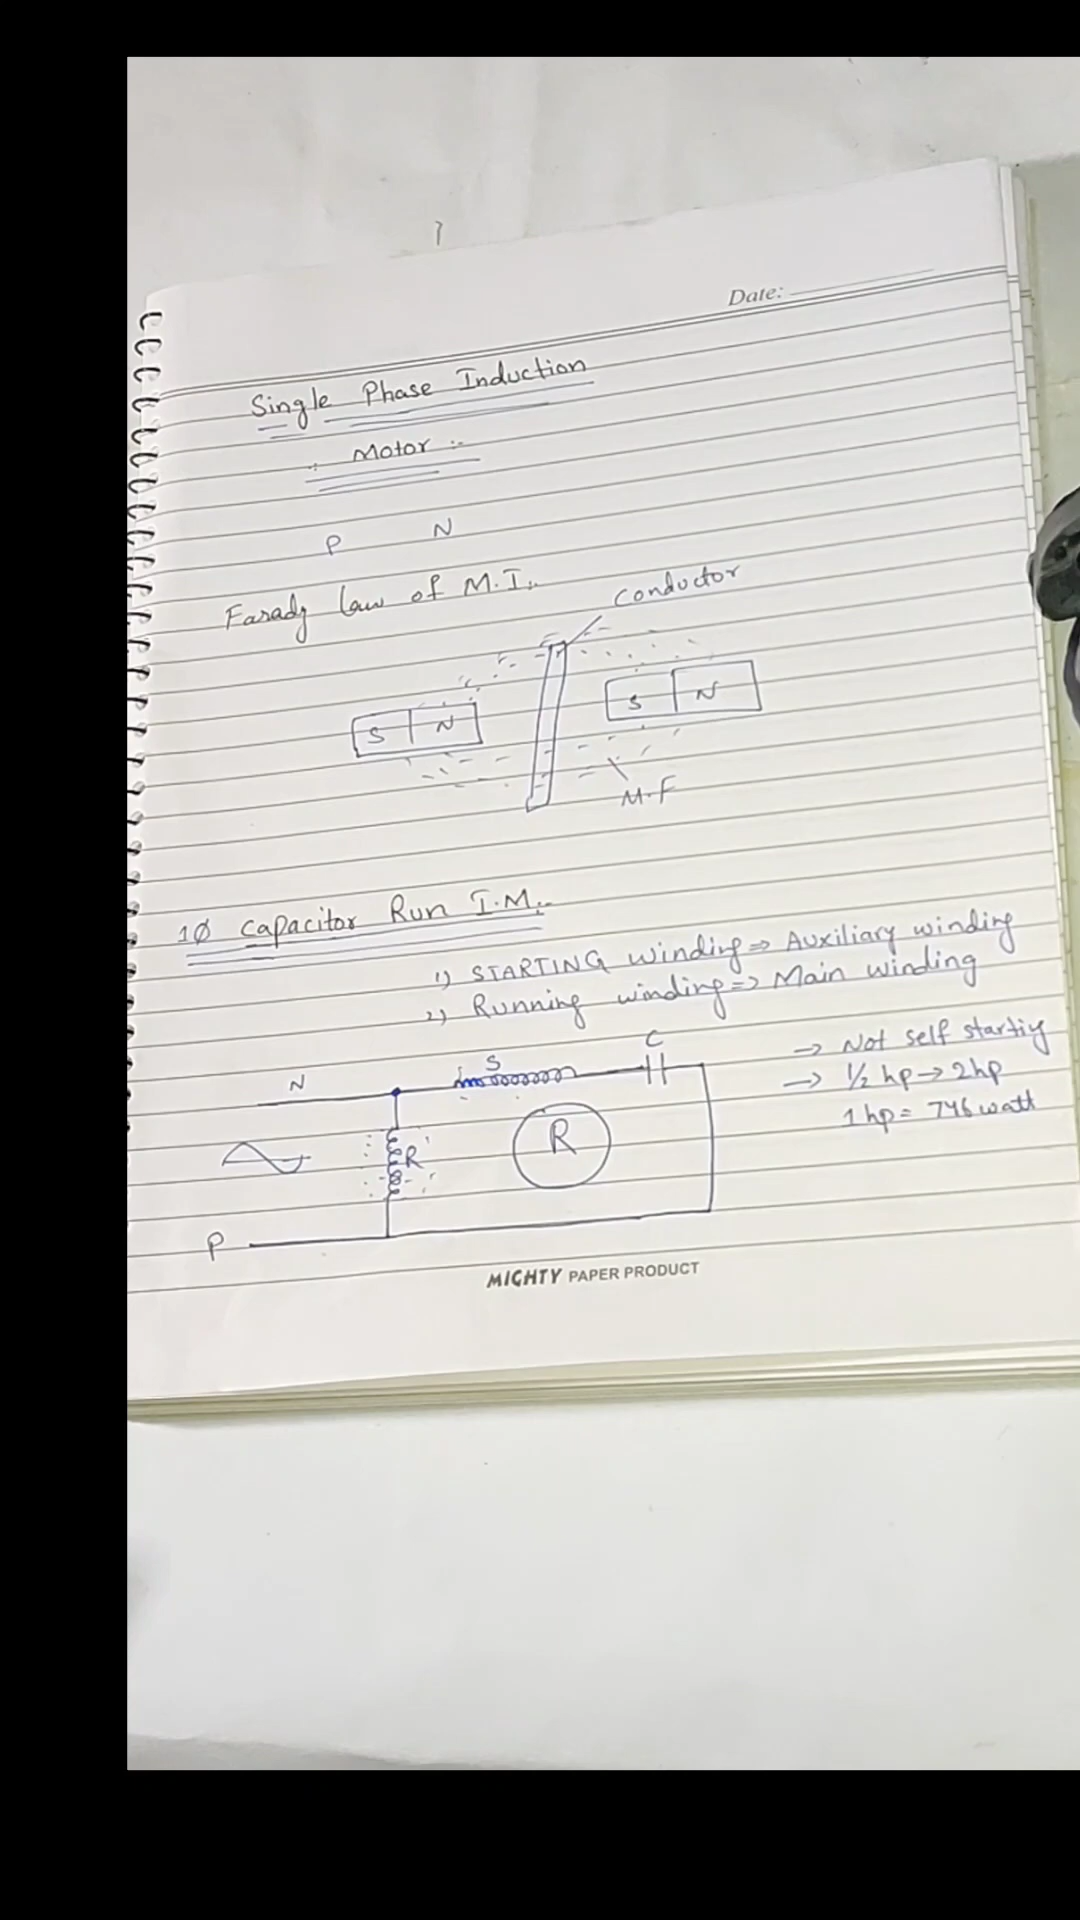 Date:
Single Phase Induction
Motor :-
P N
Farady law of M.I:-
conductor
S N
S N
M.F
1Ø Capacitor Run I.M:-
1) STARTING winding => Auxiliary winding
2) Running winding => Main winding
→ Not self startiy
→ 1/2 hp → 2hp
1 hp = 746 watt
N
S
C
R
R
P
MIGHTY PAPER PRODUCT